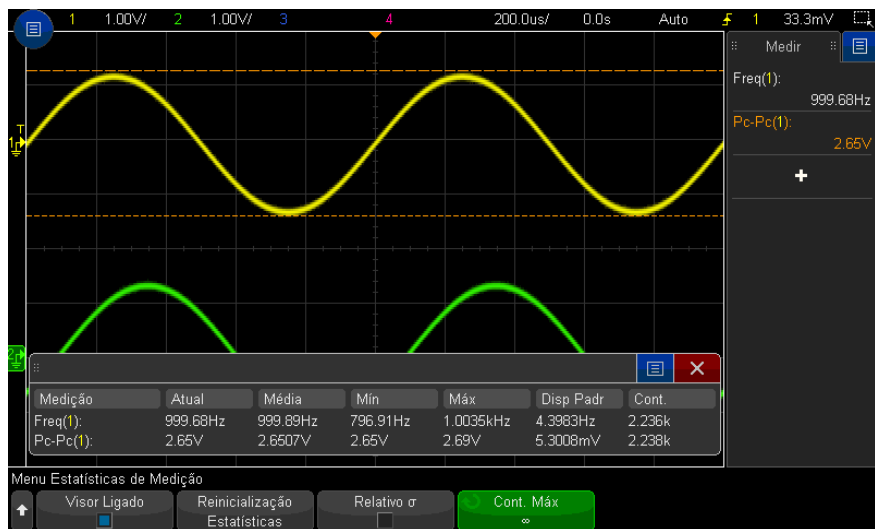 1 1.00V/ 2 1.00V/ 3 4 200.0us/ 0.0s Auto 1 33.3mV
Medir
Freq(1):
999.68Hz
Pc-Pc(1):
2.65V
+
T
1
2
Medição Atual Média Mín Máx Disp Padr Cont.
Freq(1): 999.68Hz 999.89Hz 796.91Hz 1.0035kHz 4.3983Hz 2.236k
Pc-Pc(1): 2.65V 2.6507V 2.65V 2.69V 5.3008mV 2.238k
Menu Estatísticas de Medição
Visor Ligado
Reinicialização
Estatísticas
Relativo σ
Cont. Máx
∞